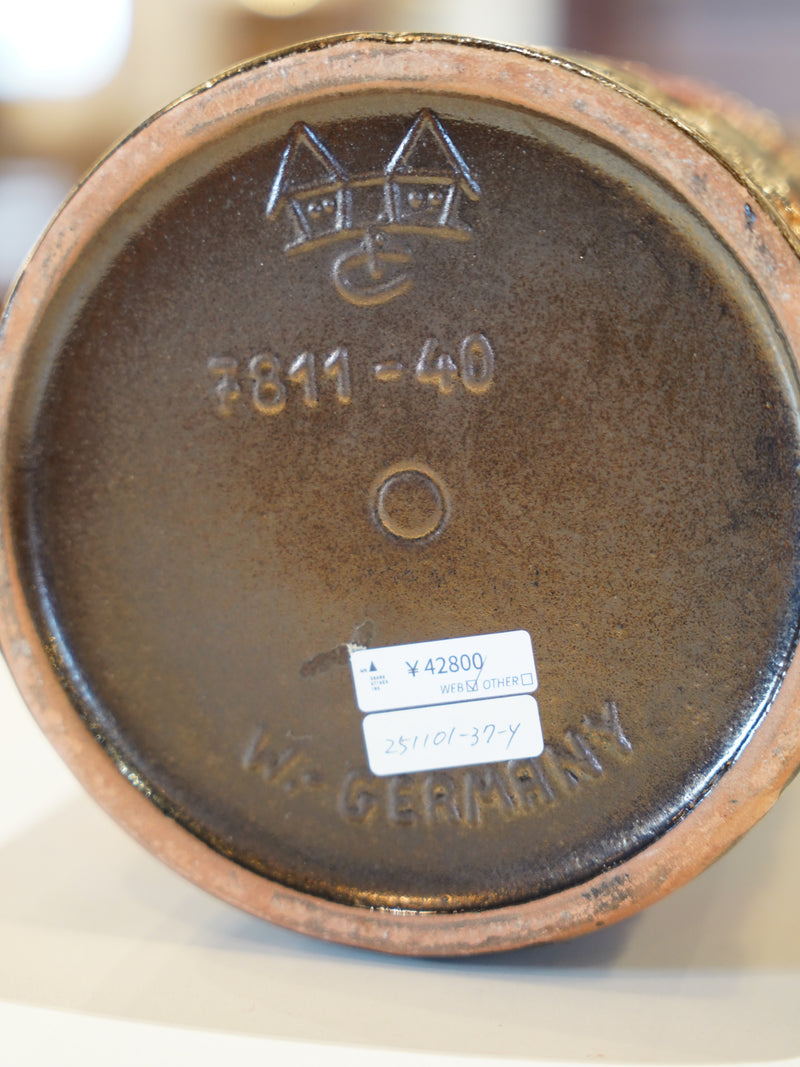 7811-40
¥42800
WEB☑ OTHER☐
251101-37-Y
W. GERMANY